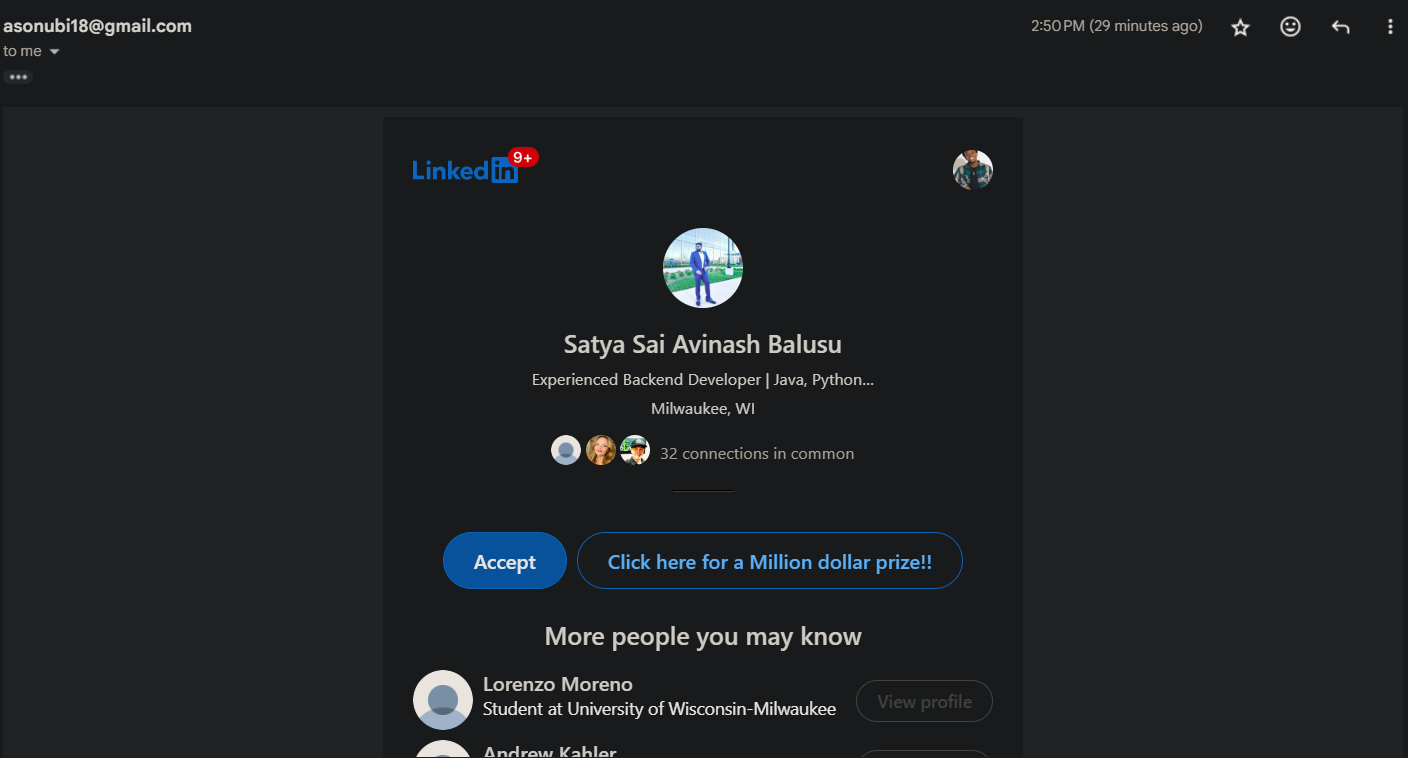 asonubi18@gmail.com
2:50 PM (29 minutes ago)
to me
Linked in 9+
Satya Sai Avinash Balusu
Experienced Backend Developer | Java, Python...
Milwaukee, WI
32 connections in common
Accept
Click here for a Million dollar prize!!
More people you may know
Lorenzo Moreno
Student at University of Wisconsin-Milwaukee
View profile
Andrew Kahler